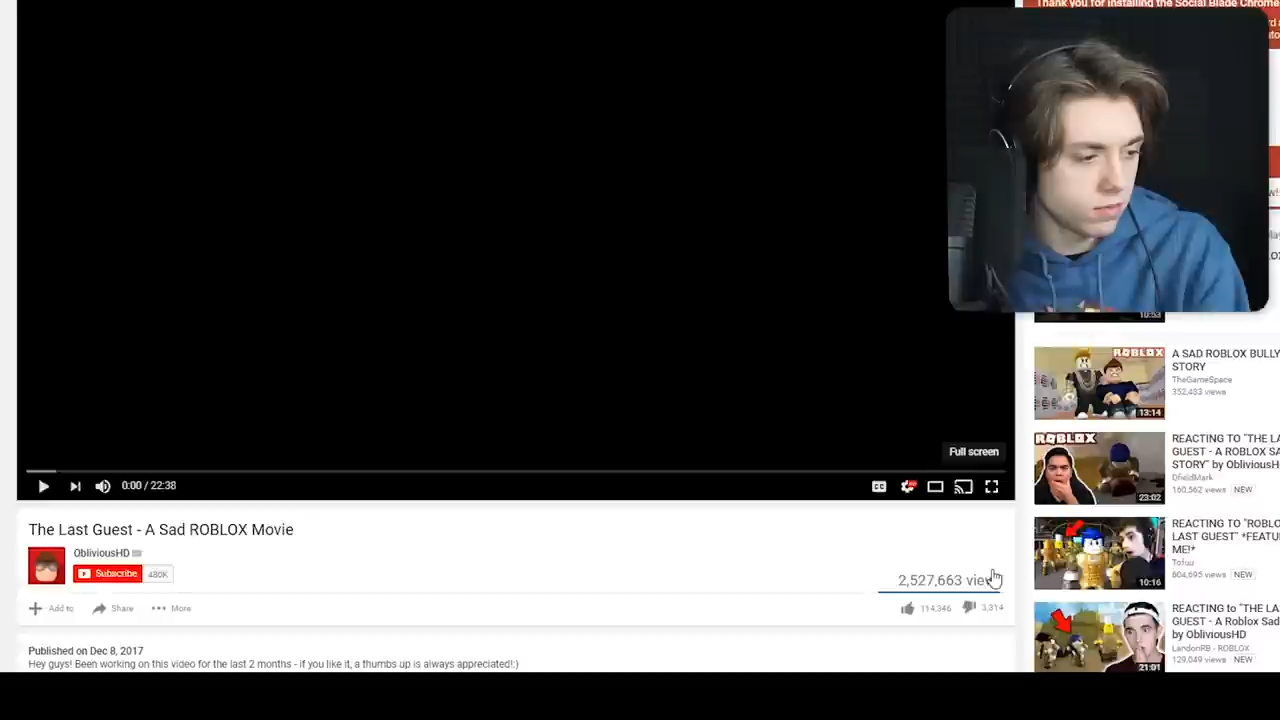 Thank you for installing the Social Blade Chrome
Full screen
0:00 / 22:38
The Last Guest - A Sad ROBLOX Movie
ObliviousHD
Subscribe
480K
2,527,663
Add to
Share
More
114,346
3,314
Published on Dec 8, 2017
Hey guys! Been working on this video for the last 2 months - if you like it, a thumbs up is always appreciated!:)
10:53
ROBLOX
13:14
A SAD ROBLOX BULLY
STORY
TheGameSpace
352,433 views
ROBLOX
23:02
REACTING TO "THE LA
GUEST - A ROBLOX SA
STORY" by ObliviousH
DfieldMark
160,562 views
NEW
10:16
REACTING TO "ROBLO
LAST GUEST" *FEATU
ME!*
Tofuu
604,695 views
NEW
21:01
REACTING to "THE LA
GUEST - A Roblox Sad
by ObliviousHD
LandonRB - ROBLOX
129,049 views
NEW